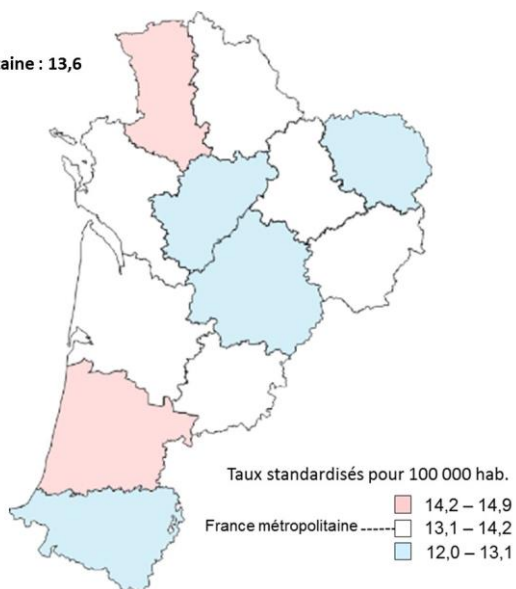 taine : 13,6
Taux standardisés pour 100 000 hab.
14,2 – 14,9
France métropolitaine ------ 13,1 – 14,2
12,0 – 13,1